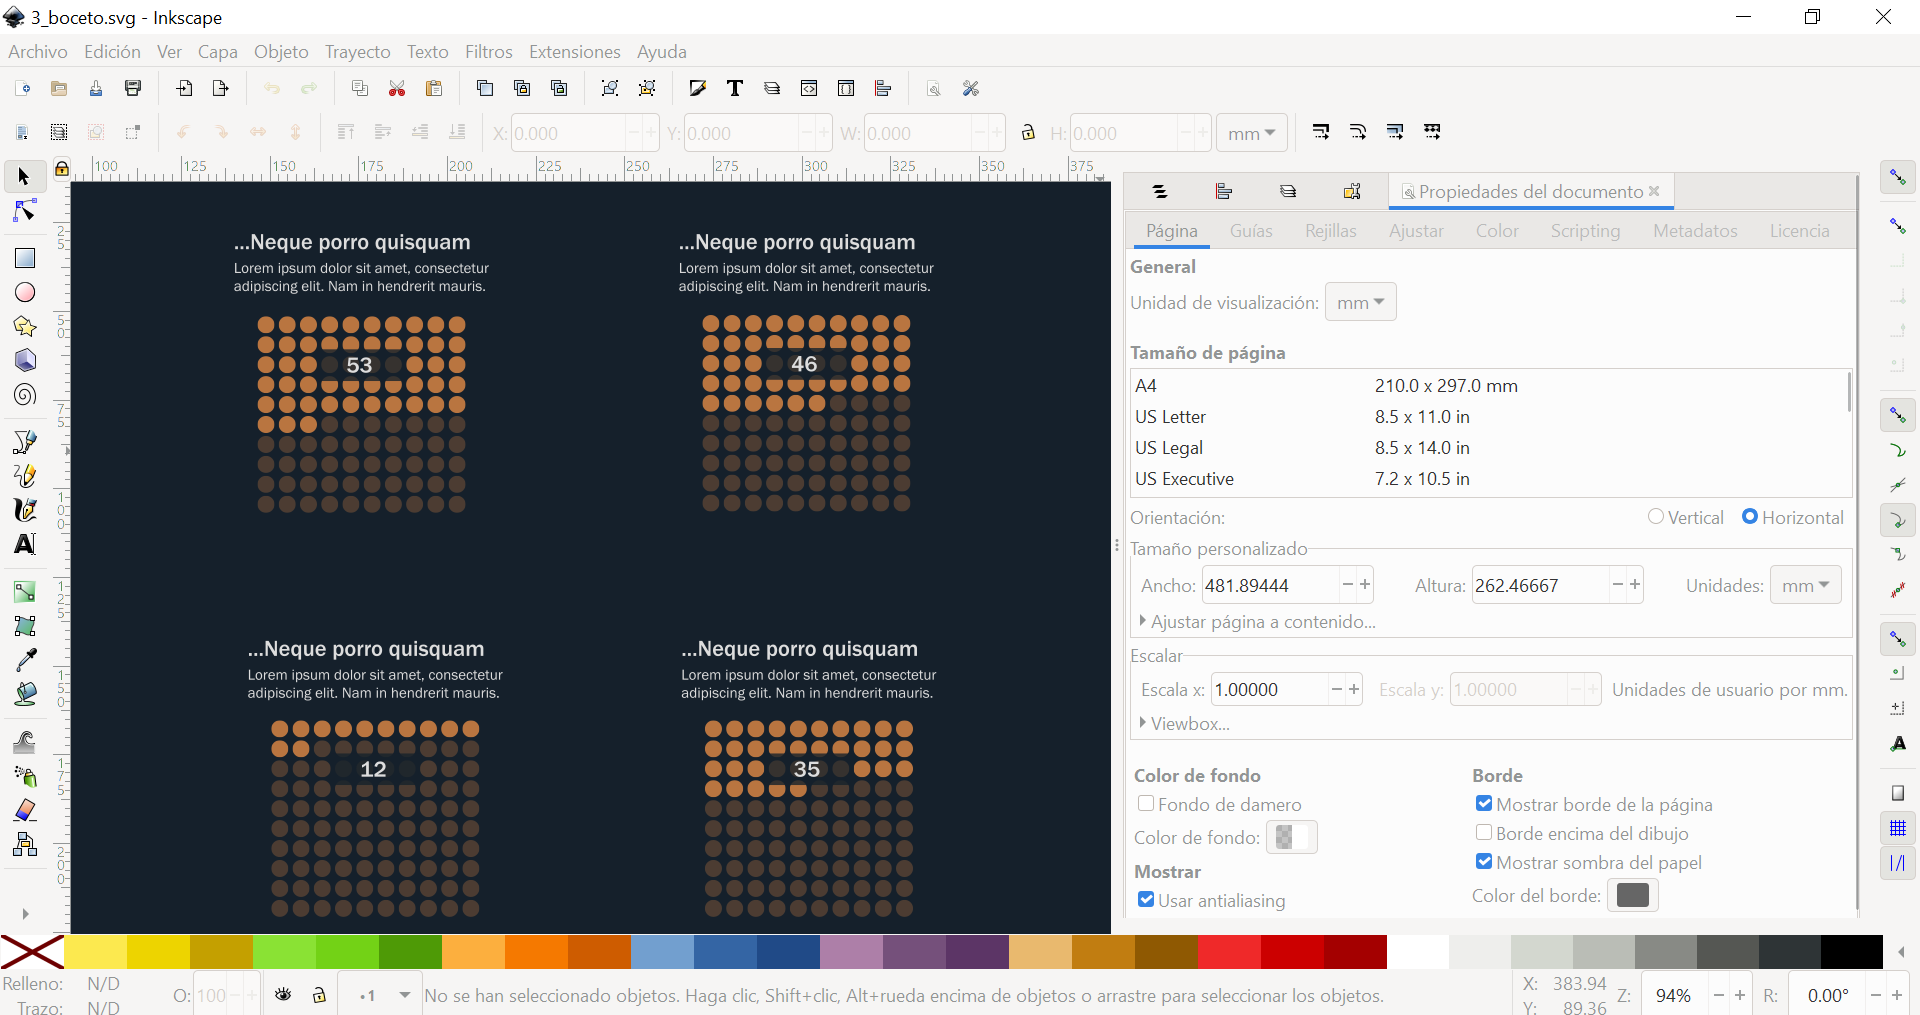 3_boceto.svg - Inkscape
Archivo Edición Ver Capa Objeto Trayecto Texto Filtros Extensiones Ayuda
X: 0.000 Y: 0.000 W: 0.000 H: 0.000 mm
100 125 150 175 200 225 250 275 300 325 350 375
Propiedades del documento
Página Guías Rejillas Ajustar Color Scripting Metadatos Licencia
General
Unidad de visualización: mm
Tamaño de página
A4 210.0 x 297.0 mm
US Letter 8.5 x 11.0 in
US Legal 8.5 x 14.0 in
US Executive 7.2 x 10.5 in
Orientación: Vertical Horizontal
Tamaño personalizado
Ancho: 481.89444 Altura: 262.46667 Unidades: mm
Ajustar página a contenido...
Escalar
Escala x: 1.00000 Escala y: 1.00000 Unidades de usuario por mm.
Viewbox...
Color de fondo
Fondo de damero
Color de fondo:
Mostrar
Usar antialiasing
Borde
Mostrar borde de la página
Borde encima del dibujo
Mostrar sombra del papel
Color del borde:
...Neque porro quisquam
Lorem ipsum dolor sit amet, consectetur
adipiscing elit. Nam in hendrerit mauris.
53
...Neque porro quisquam
Lorem ipsum dolor sit amet, consectetur
adipiscing elit. Nam in hendrerit mauris.
46
...Neque porro quisquam
Lorem ipsum dolor sit amet, consectetur
adipiscing elit. Nam in hendrerit mauris.
12
...Neque porro quisquam
Lorem ipsum dolor sit amet, consectetur
adipiscing elit. Nam in hendrerit mauris.
35
25
50
75
100
125
150
175
200
Relleno: N/D
Trazo: N/D
O: 100
•1
No se han seleccionado objetos. Haga clic, Shift+clic, Alt+rueda encima de objetos o arrastre para seleccionar los objetos.
X: 383.94
Y: 89.36
Z: 94%
R: 0.00°